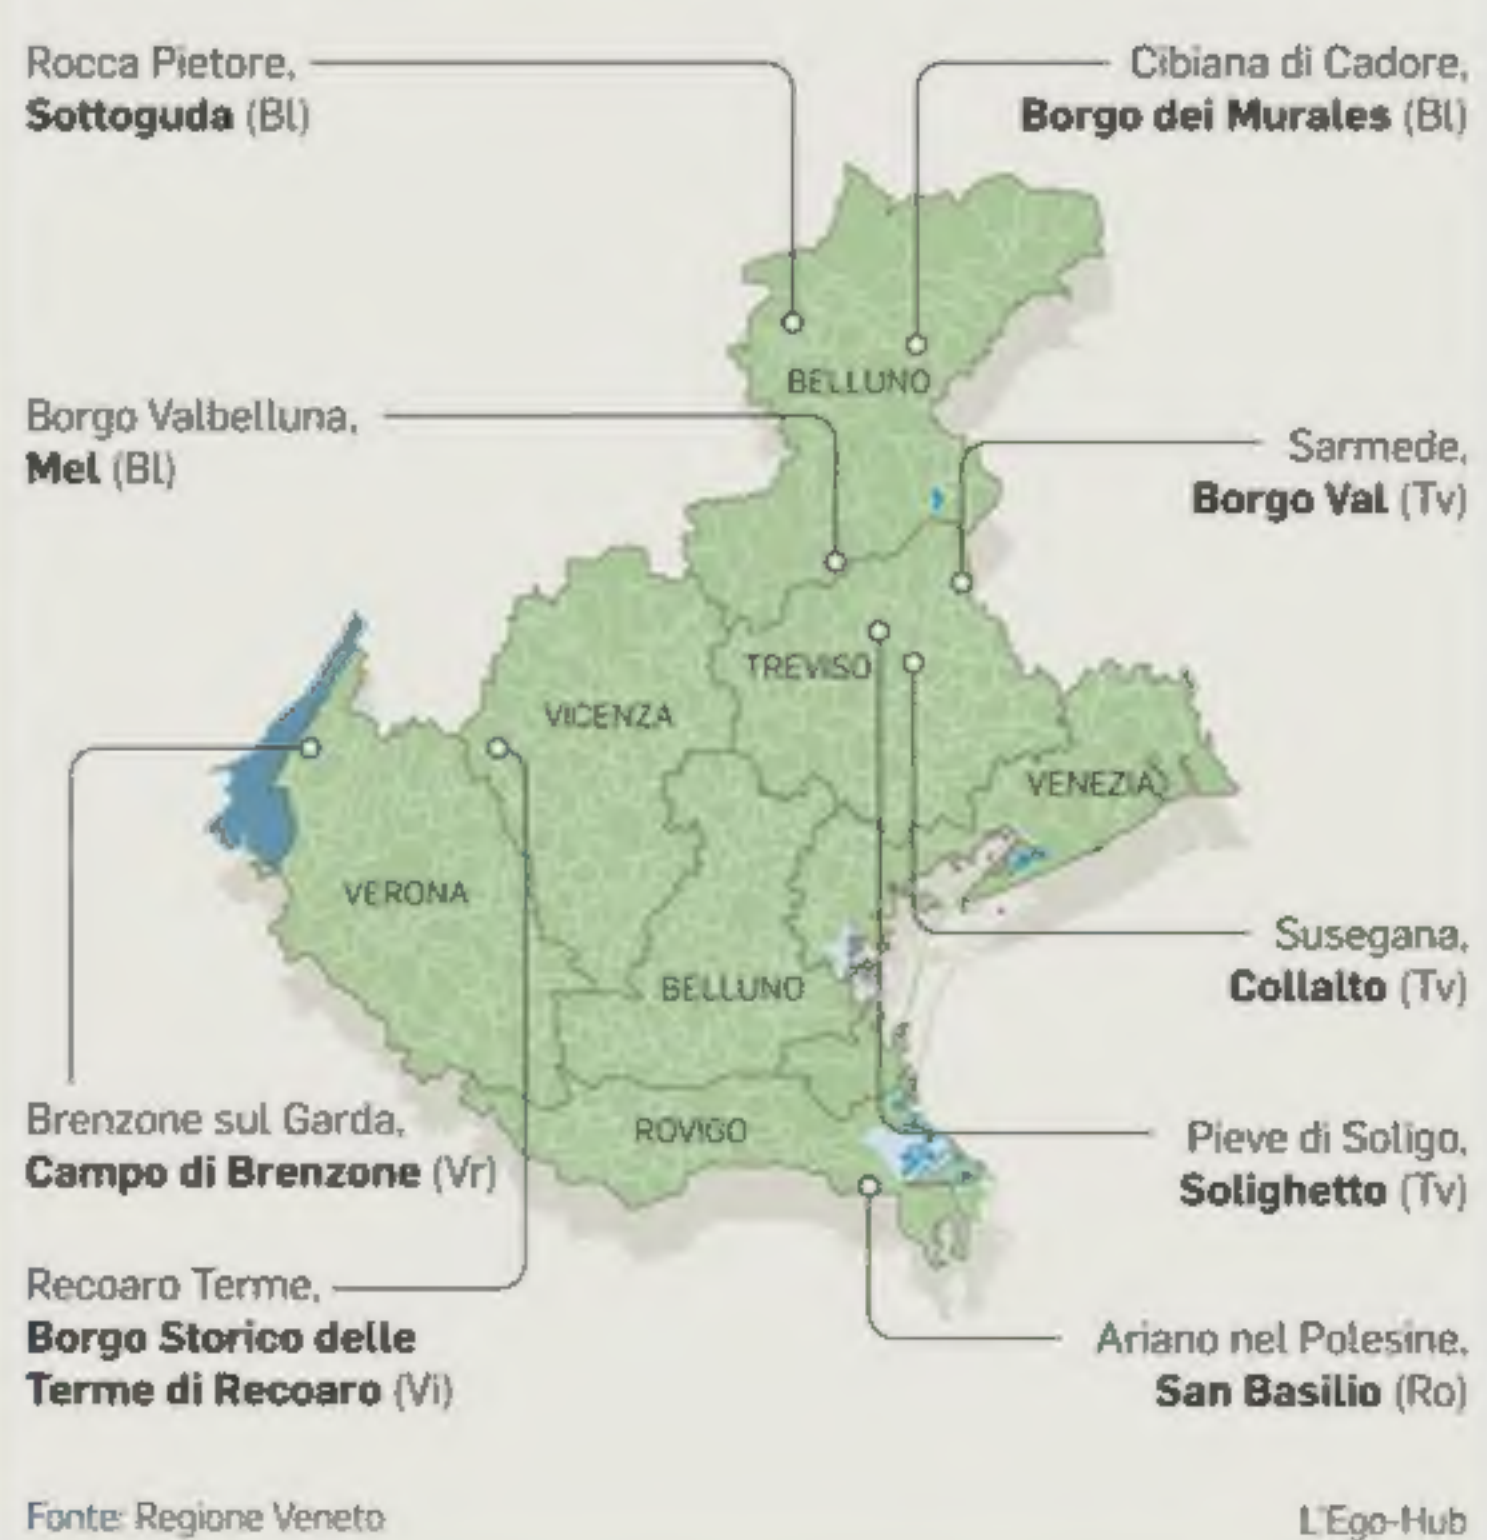 Rocca Pietore,
Sottoguda (Bl)
Cibiana di Cadore,
Borgo dei Murales (Bl)
BELLUNO
Borgo Valbelluna,
Mel (Bl)
Sarmede,
Borgo Val (Tv)
TREVISO
VICENZA
VENEZIA
VERONA
BELLUNO
Susegana,
Collalto (Tv)
Brenzone sul Garda,
Campo di Brenzone (Vr)
ROVIGO
Pieve di Soligo,
Solighetto (Tv)
Recoaro Terme,
Borgo Storico delle
Terme di Recoaro (Vi)
Ariano nel Polesine,
San Basilio (Ro)
Fonte: Regione Veneto
L'Ego-Hub